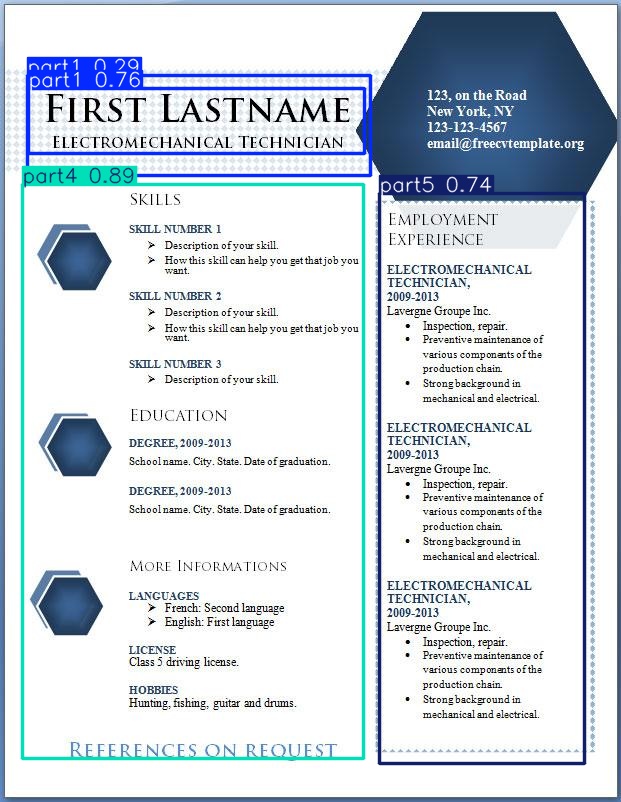 part1 0.29
part1 0.76
FIRST LASTNAME
ELECTROMECHANICAL TECHNICIAN
123, on the Road
New York, NY
123-123-4567
email@freecvtemplate.org
part4 0.89
SKILLS
SKILL NUMBER 1
Description of your skill.
How this skill can help you get that job you
want.
SKILL NUMBER 2
Description of your skill.
How this skill can help you get that job you
want.
SKILL NUMBER 3
Description of your skill.
EDUCATION
DEGREE, 2009-2013
School name. City. State. Date of graduation.
DEGREE, 2009-2013
School name. City. State. Date of graduation.
MORE INFORMATIONS
LANGUAGES
French: Second language
English: First language
LICENSE
Class 5 driving license.
HOBBIES
Hunting, fishing, guitar and drums.
REFERENCES ON REQUEST
part5 0.74
EMPLOYMENT
EXPERIENCE
ELECTROMECHANICAL
TECHNICIAN,
2009-2013
Lavergne Groupe Inc.
Inspection, repair.
Preventive maintenance of
various components of the
production chain.
Strong background in
mechanical and electrical.
ELECTROMECHANICAL
TECHNICIAN,
2009-2013
Lavergne Groupe Inc.
Inspection, repair.
Preventive maintenance of
various components of the
production chain.
Strong background in
mechanical and electrical.
ELECTROMECHANICAL
TECHNICIAN,
2009-2013
Lavergne Groupe Inc.
Inspection, repair.
Preventive maintenance of
various components of the
production chain.
Strong background in
mechanical and electrical.